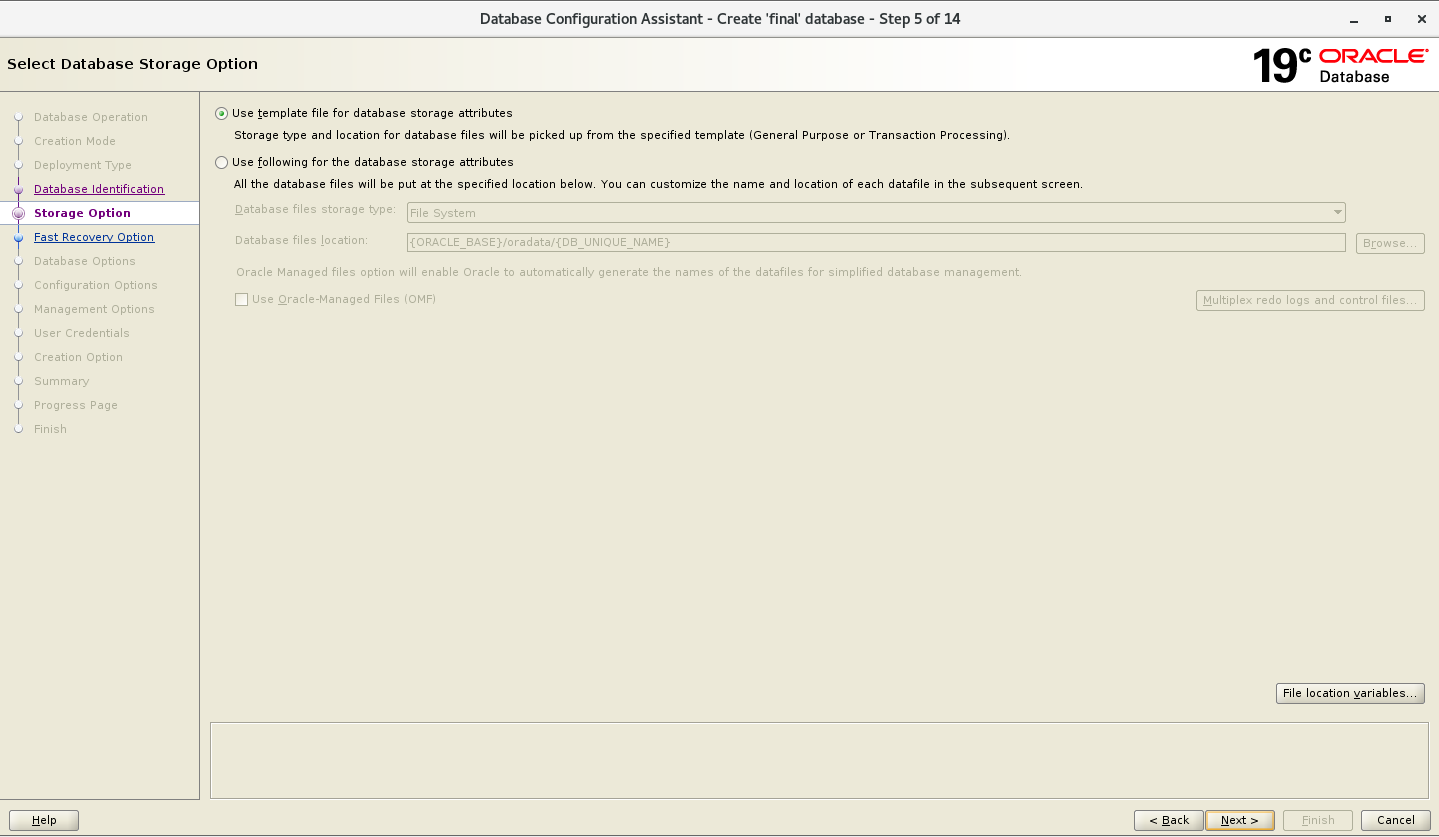 Database Configuration Assistant - Create 'final' database - Step 5 of 14
Select Database Storage Option
19c ORACLE
Database
Database Operation
Creation Mode
Deployment Type
Database Identification
Storage Option
Fast Recovery Option
Database Options
Configuration Options
Management Options
User Credentials
Creation Option
Summary
Progress Page
Finish
Use template file for database storage attributes
Storage type and location for database files will be picked up from the specified template (General Purpose or Transaction Processing).
Use following for the database storage attributes
All the database files will be put at the specified location below. You can customize the name and location of each datafile in the subsequent screen.
Database files storage type: File System
Database files location: {ORACLE_BASE}/oradata/{DB_UNIQUE_NAME} Browse...
Oracle Managed files option will enable Oracle to automatically generate the names of the datafiles for simplified database management.
Use Oracle-Managed Files (OMF) Multiplex redo logs and control files...
File location variables...
Help < Back Next > Finish Cancel